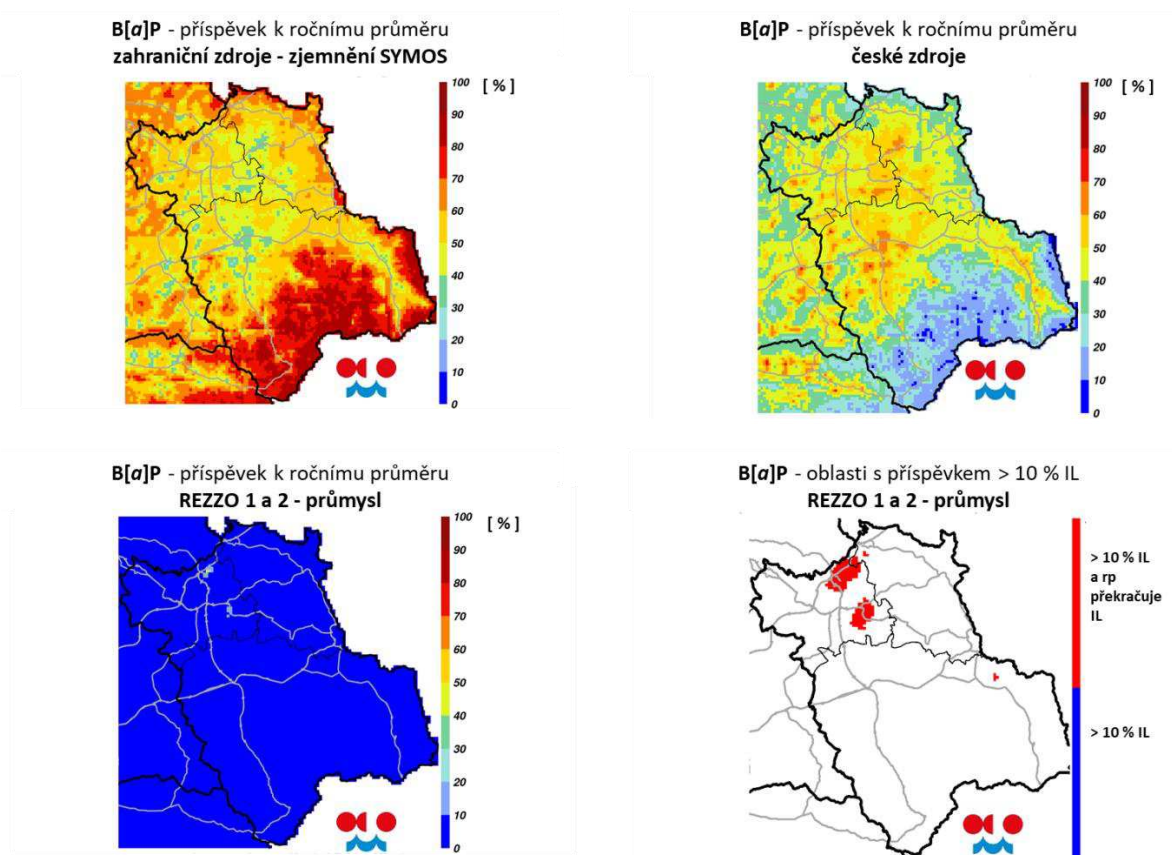 B[a]P - příspěvek k ročnímu průměru
zahraniční zdroje - zjemnění SYMOS
[ % ]
100
90
80
70
60
50
40
30
20
10
0
B[a]P - příspěvek k ročnímu průměru
české zdroje
[ % ]
100
90
80
70
60
50
40
30
20
10
0
B[a]P - příspěvek k ročnímu průměru
REZZO 1 a 2 - průmysl
[ % ]
100
90
80
70
60
50
40
30
20
10
0
B[a]P - oblasti s příspěvkem > 10 % IL
REZZO 1 a 2 - průmysl
> 10 % IL
a rp
překračuje
IL
> 10 % IL